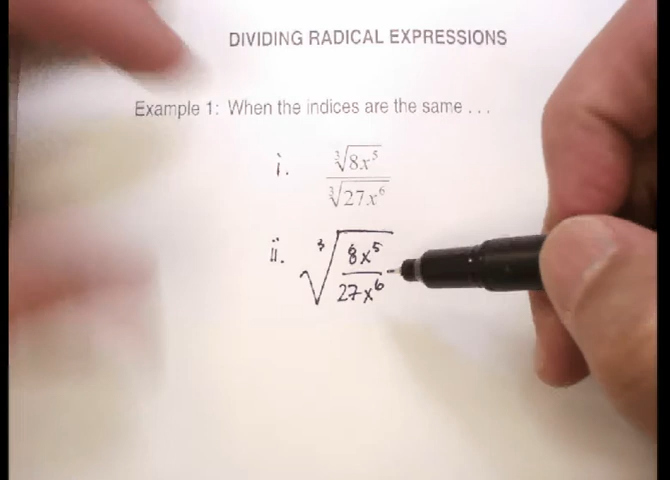 DIVIDING RADICAL EXPRESSIONS
Example 1: When the indices are the same . . .
i. ∛(8x⁵) / ∛(27x⁶)
ii. ∛(8x⁵ / 27x⁶)